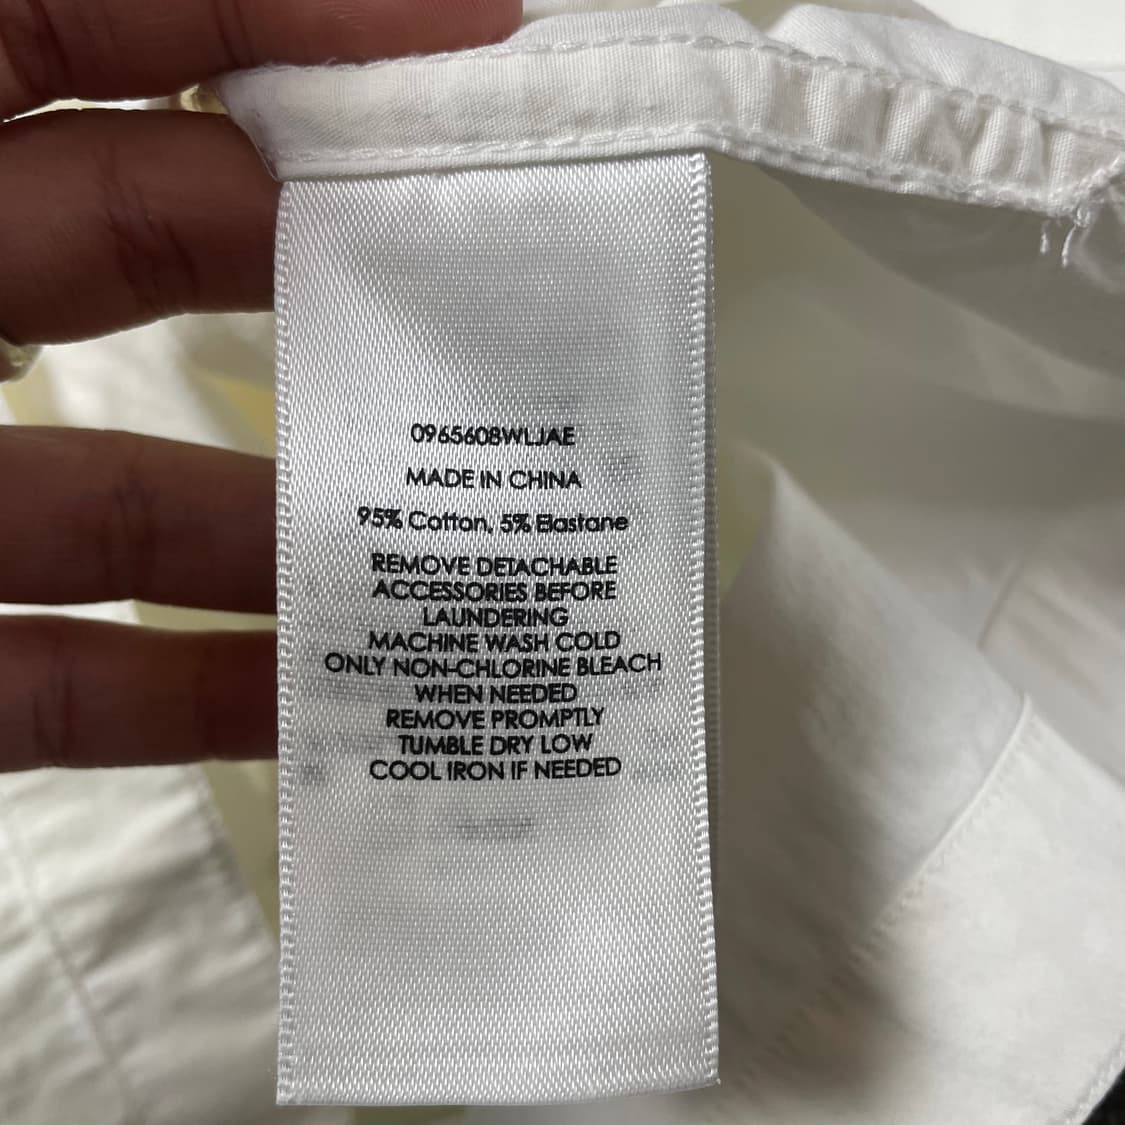 0965608WLJAE
MADE IN CHINA
95% Cotton, 5% Elastane
REMOVE DETACHABLE
ACCESSORIES BEFORE
LAUNDERING
MACHINE WASH COLD
ONLY NON-CHLORINE BLEACH
WHEN NEEDED
REMOVE PROMPTLY
TUMBLE DRY LOW
COOL IRON IF NEEDED